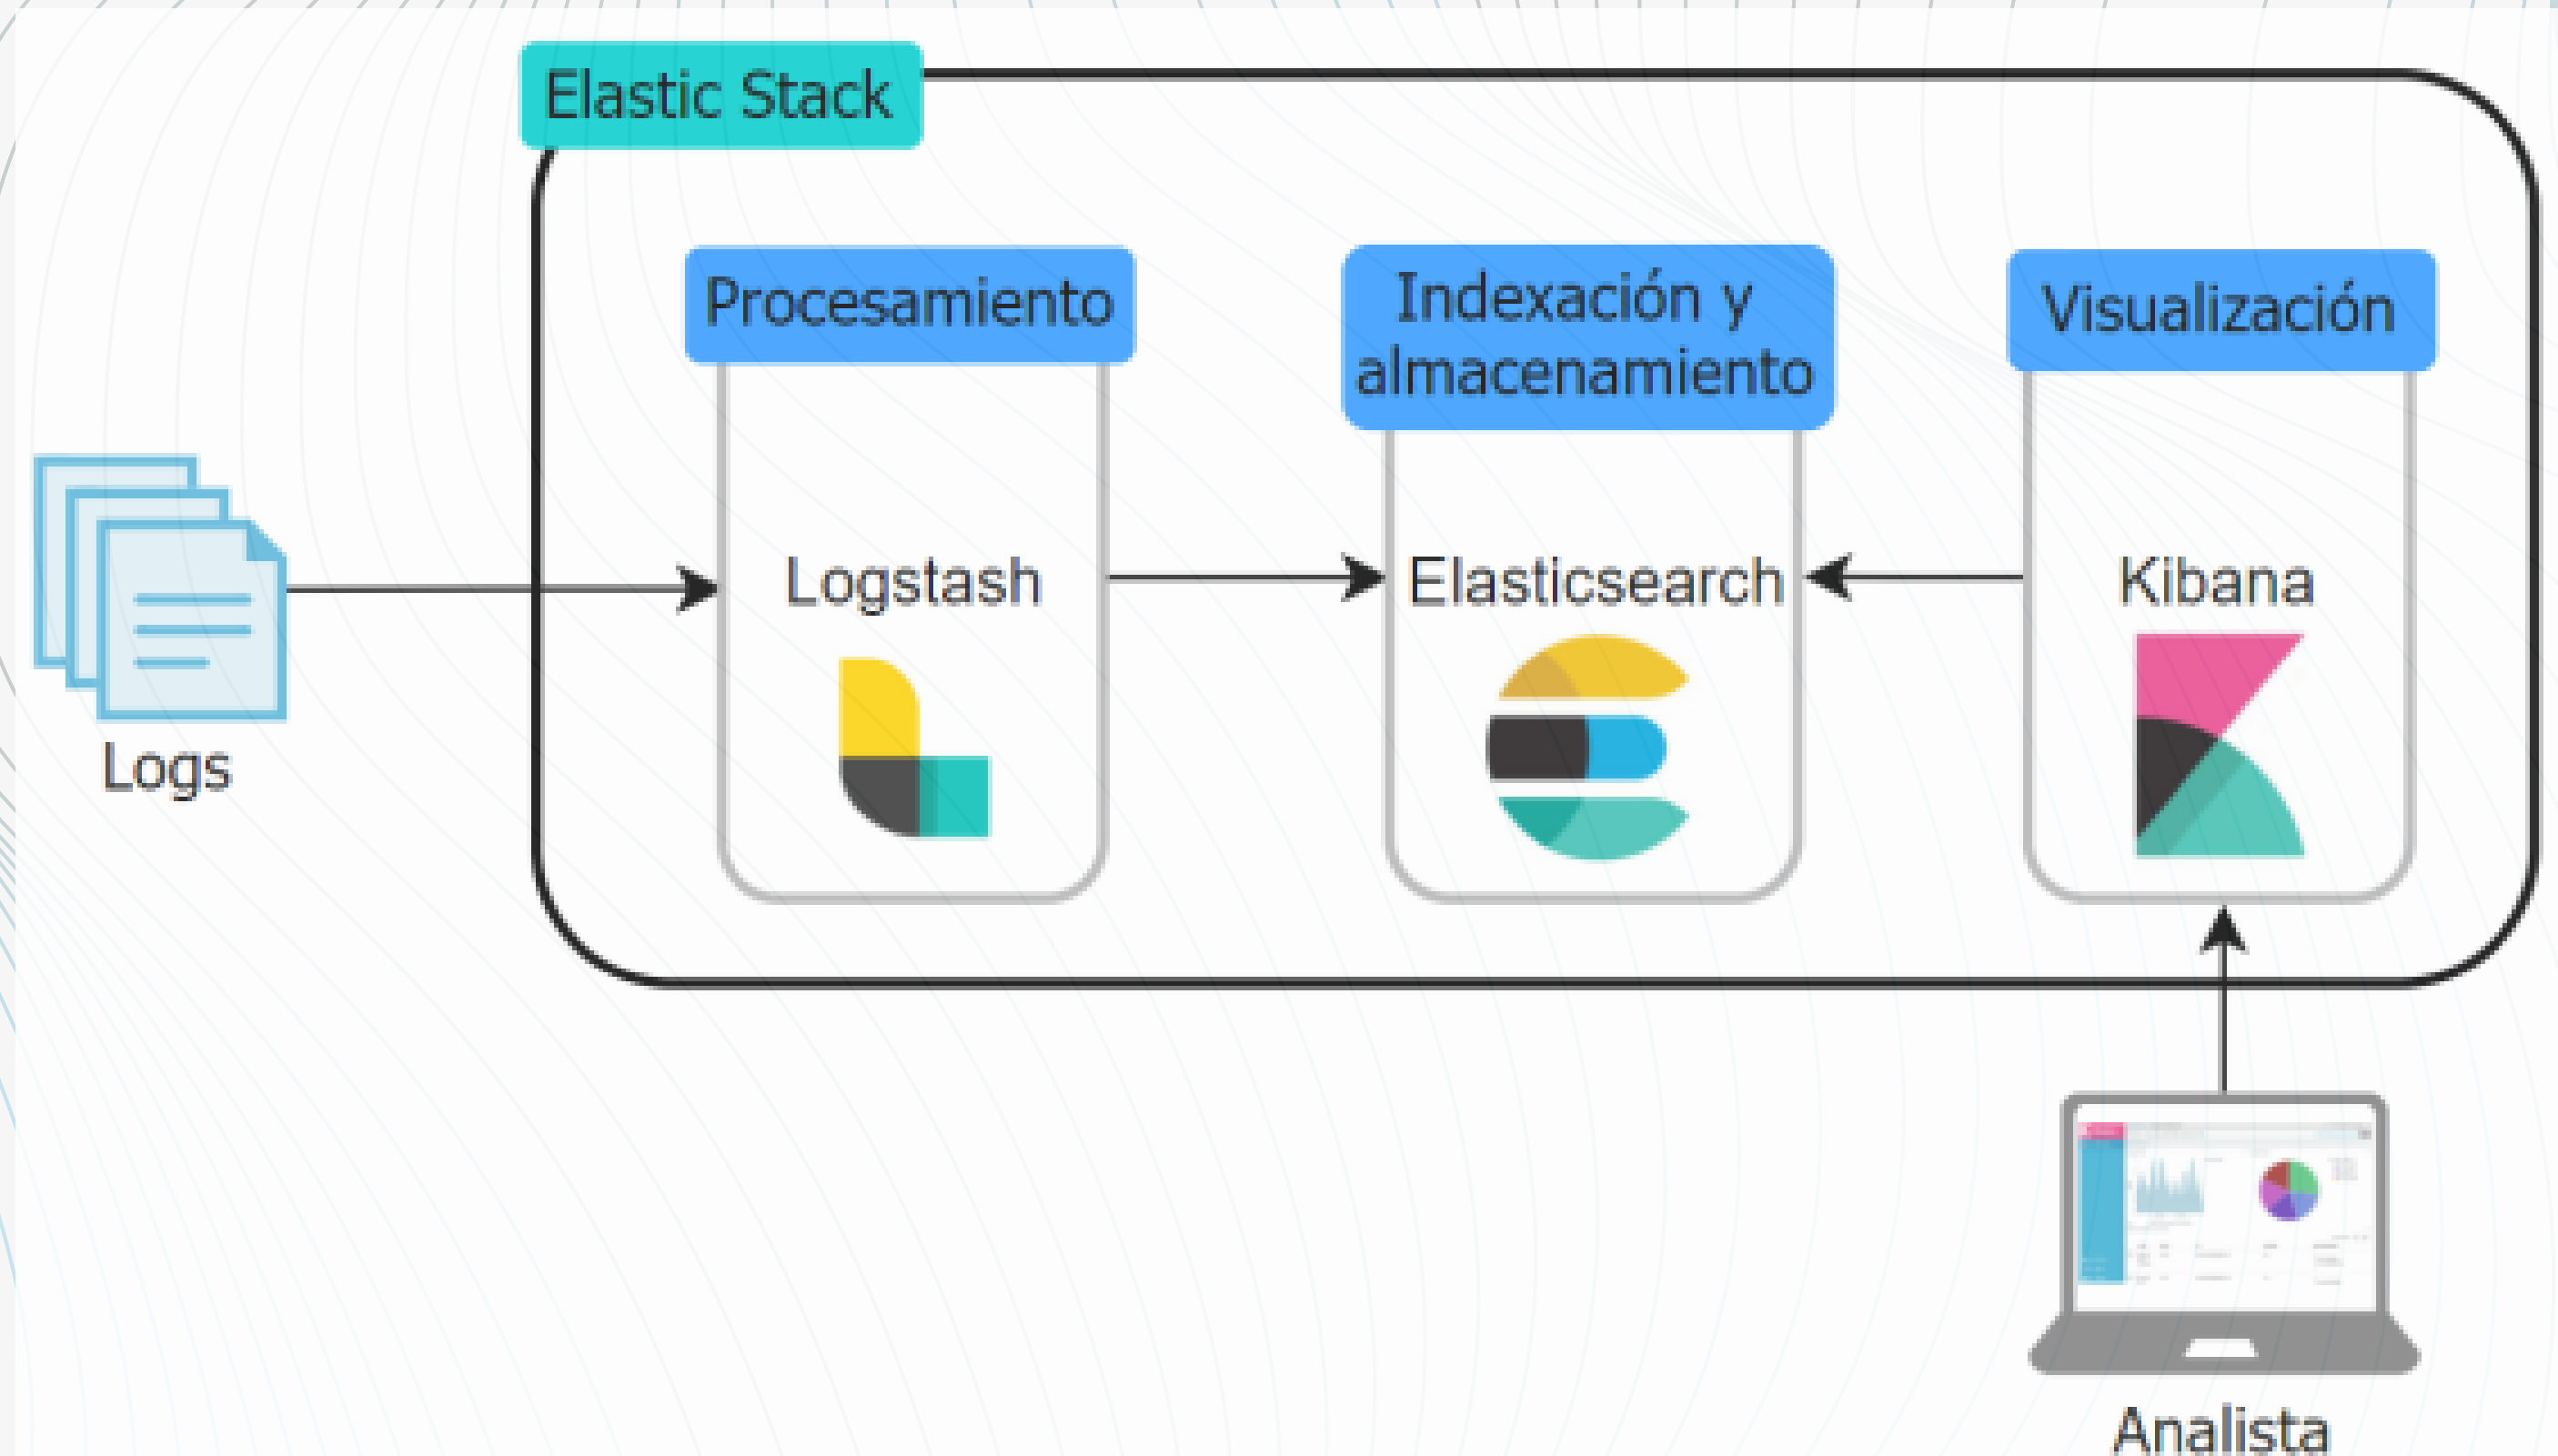 Elastic Stack
Procesamiento
Indexación y
almacenamiento
Visualización
Logstash
Elasticsearch
Kibana
Logs
Analista